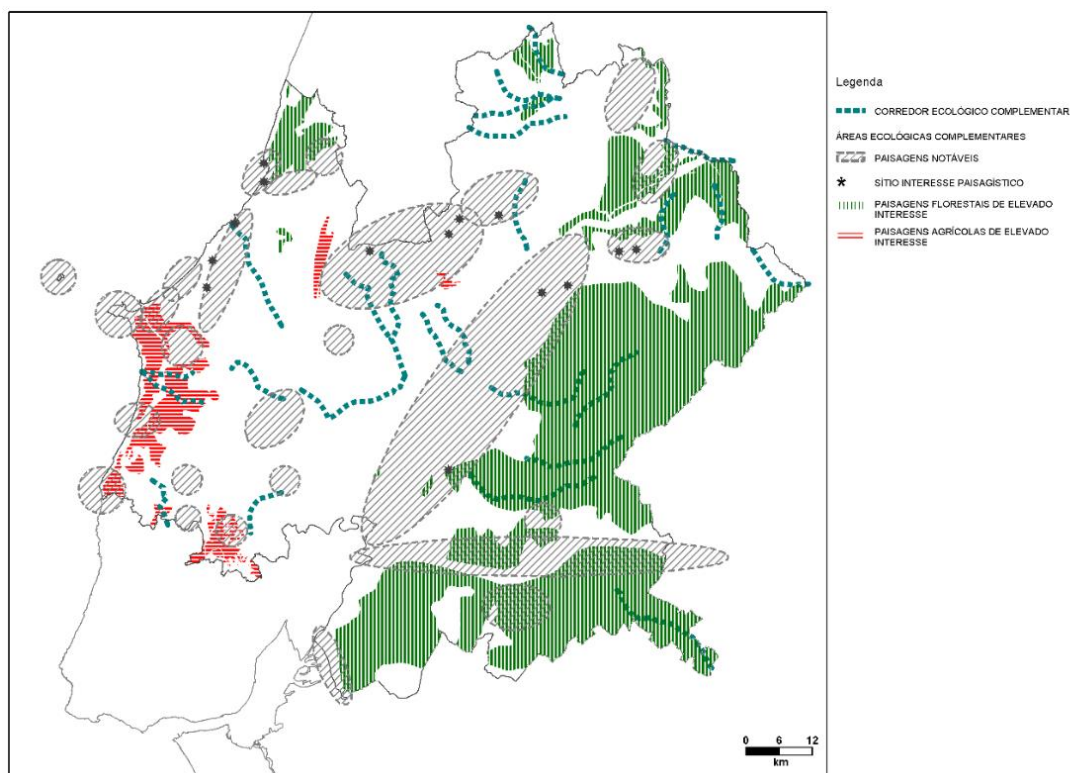 Legenda
CORREDOR ECOLÓGICO COMPLEMENTAR
ÁREAS ECOLÓGICAS COMPLEMENTARES
PAISAGENS NOTÁVEIS
SÍTIO INTERESSE PAISAGÍSTICO
PAISAGENS FLORESTAIS DE ELEVADO
INTERESSE
PAISAGENS AGRÍCOLAS DE ELEVADO
INTERESSE
0 6 12
km